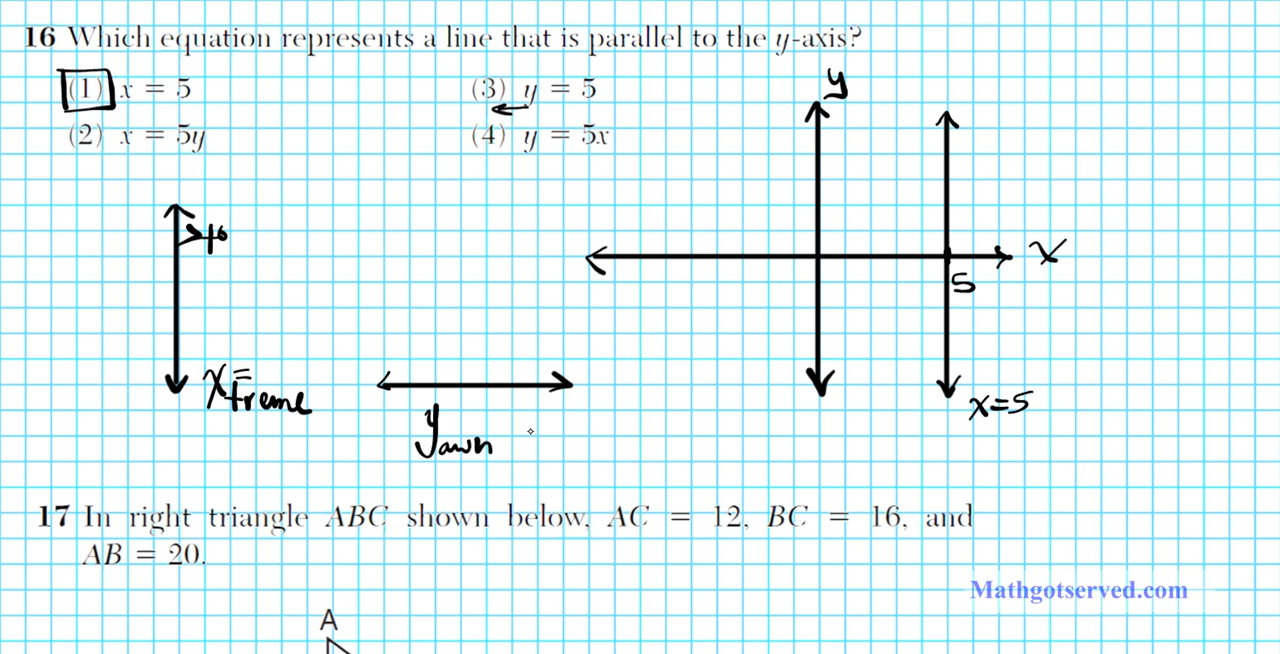 16 Which equation represents a line that is parallel to the y-axis?
(1) x = 5
(3) y = 5
(2) x = 5y
(4) y = 5x
y
x
5
x=5
x=treme
yawn
17 In right triangle ABC shown below, AC = 12, BC = 16, and
AB = 20.
Mathgotserved.com
A